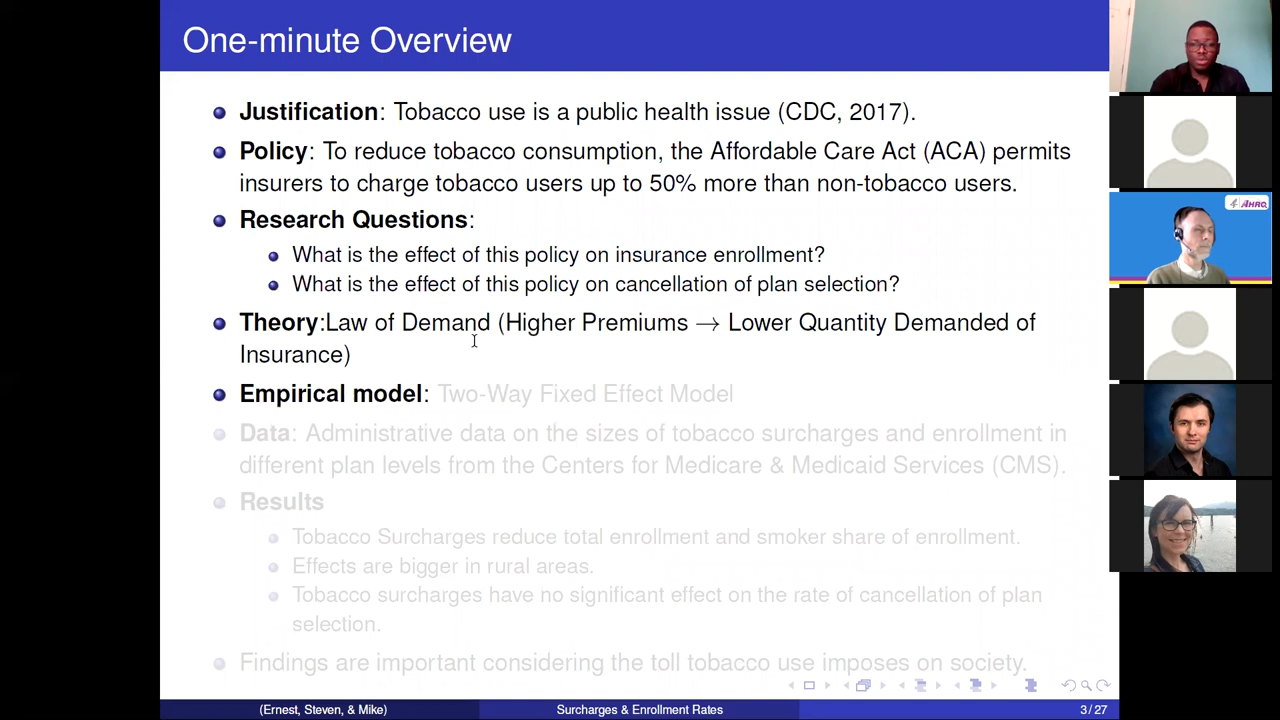 One-minute Overview
Justification: Tobacco use is a public health issue (CDC, 2017).
Policy: To reduce tobacco consumption, the Affordable Care Act (ACA) permits
insurers to charge tobacco users up to 50% more than non-tobacco users.
Research Questions:
What is the effect of this policy on insurance enrollment?
What is the effect of this policy on cancellation of plan selection?
Theory:Law of Demand (Higher Premiums → Lower Quantity Demanded of
Insurance)
Empirical model: Two-Way Fixed Effect Model
Data: Administrative data on the sizes of tobacco surcharges and enrollment in
different plan levels from the Centers for Medicare & Medicaid Services (CMS).
Results
Tobacco Surcharges reduce total enrollment and smoker share of enrollment.
Effects are bigger in rural areas.
Tobacco surcharges have no significant effect on the rate of cancellation of plan
selection.
Findings are important considering the toll tobacco use imposes on society.
(Ernest, Steven, & Mike)
Surcharges & Enrollment Rates
3 / 27
AHRQ